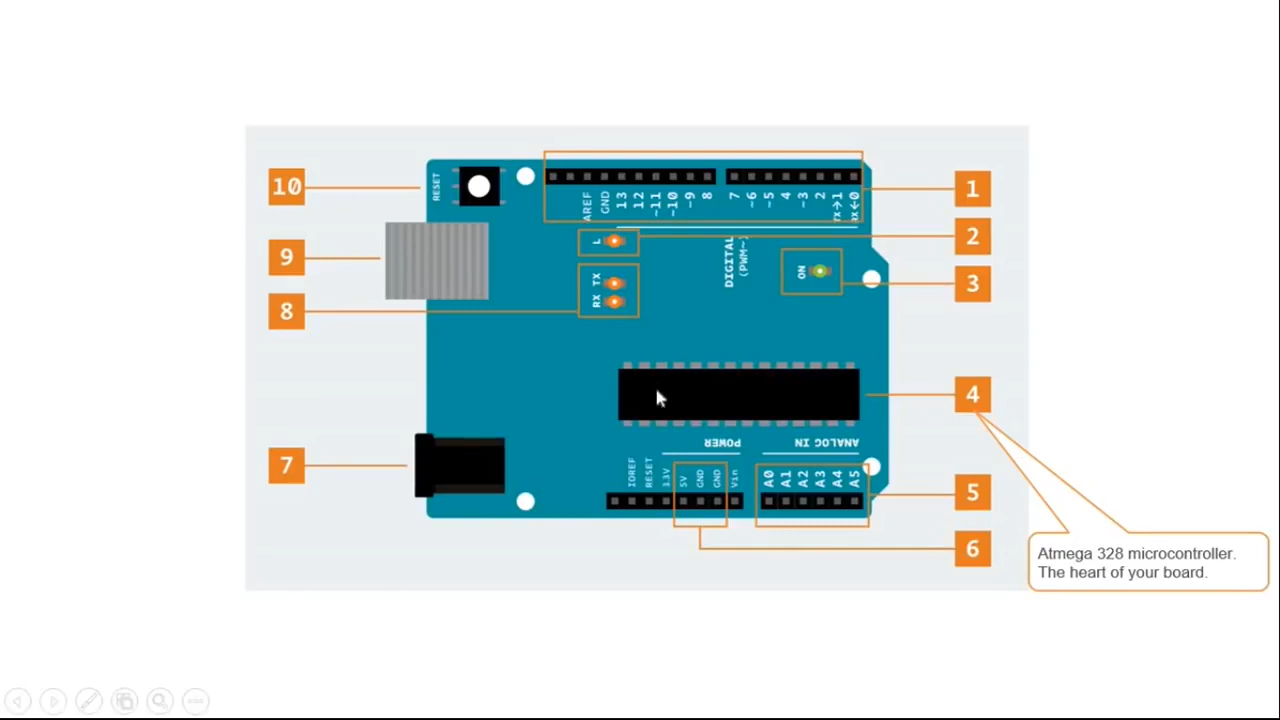 10
RESET
AREF
GND
13
12
~11
~10
~9
8
7
~6
~5
4
~3
2
TX→1
RX←0
1
L
2
DIGITAL
(PWM~)
ON
3
9
TX
RX
8
4
POWER
ANALOG IN
7
IOREF
RESET
3.3V
5V
GND
GND
Vin
A0
A1
A2
A3
A4
A5
5
6
Atmega 328 microcontroller.
The heart of your board.